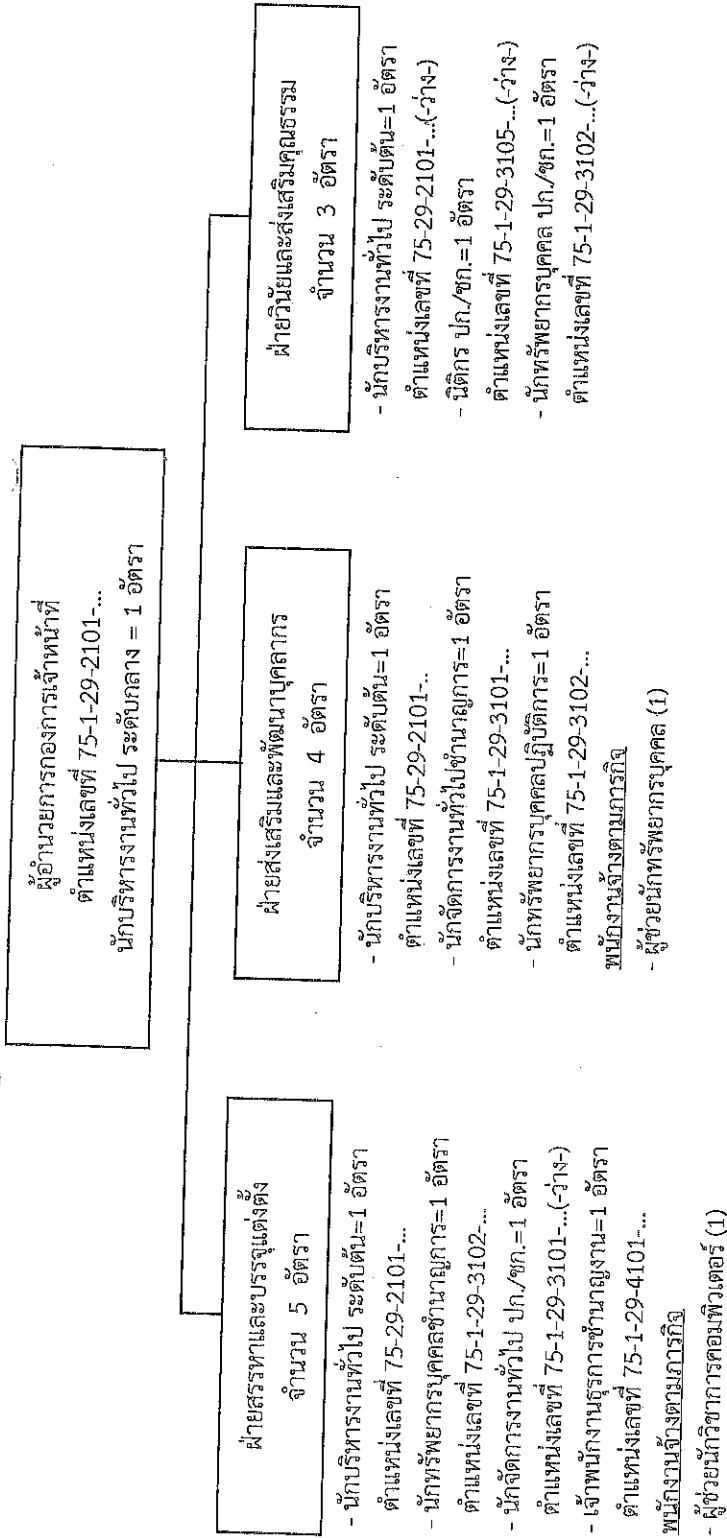 ผู้อำนวยการกองการเจ้าหน้าที่
ตำแหน่งเลขที่ 75-1-29-2101-...
นักบริหารงานทั่วไป ระดับกลาง = 1 อัตรา
ฝ่ายสรรหาและบรรจุแต่งตั้ง
จำนวน 5 อัตรา
- นักบริหารงานทั่วไป ระดับต้น=1 อัตรา
ตำแหน่งเลขที่ 75-29-2101-...
- นักทรัพยากรบุคคลชำนาญการ=1 อัตรา
ตำแหน่งเลขที่ 75-1-29-3102-...
- นักจัดการงานทั่วไป ปก./ชก.=1 อัตรา
ตำแหน่งเลขที่ 75-1-29-3101-...(-ว่าง-)
- เจ้าพนักงานธุรการชำนาญงาน=1 อัตรา
ตำแหน่งเลขที่ 75-1-29-4101-...
พนักงานจ้างตามภารกิจ
- ผู้ช่วยนักวิชาการคอมพิวเตอร์ (1)
ฝ่ายส่งเสริมและพัฒนาบุคลากร
จำนวน 4 อัตรา
- นักบริหารงานทั่วไป ระดับต้น=1 อัตรา
ตำแหน่งเลขที่ 75-29-2101-..
- นักจัดการงานทั่วไปชำนาญการ=1 อัตรา
ตำแหน่งเลขที่ 75-1-29-3101-...
- นักทรัพยากรบุคคลปฏิบัติการ=1 อัตรา
ตำแหน่งเลขที่ 75-1-29-3102-...
พนักงานจ้างตามภารกิจ
- ผู้ช่วยนักทรัพยากรบุคคล (1)
ฝ่ายวินัยและส่งเสริมคุณธรรม
จำนวน 3 อัตรา
- นักบริหารงานทั่วไป ระดับต้น=1 อัตรา
ตำแหน่งเลขที่ 75-29-2101-...(-ว่าง-)
- นิติกร ปก./ชก.=1 อัตรา
ตำแหน่งเลขที่ 75-1-29-3105-...(-ว่าง-)
- นักทรัพยากรบุคคล ปก./ชก.=1 อัตรา
ตำแหน่งเลขที่ 75-1-29-3102-...(-ว่าง-)